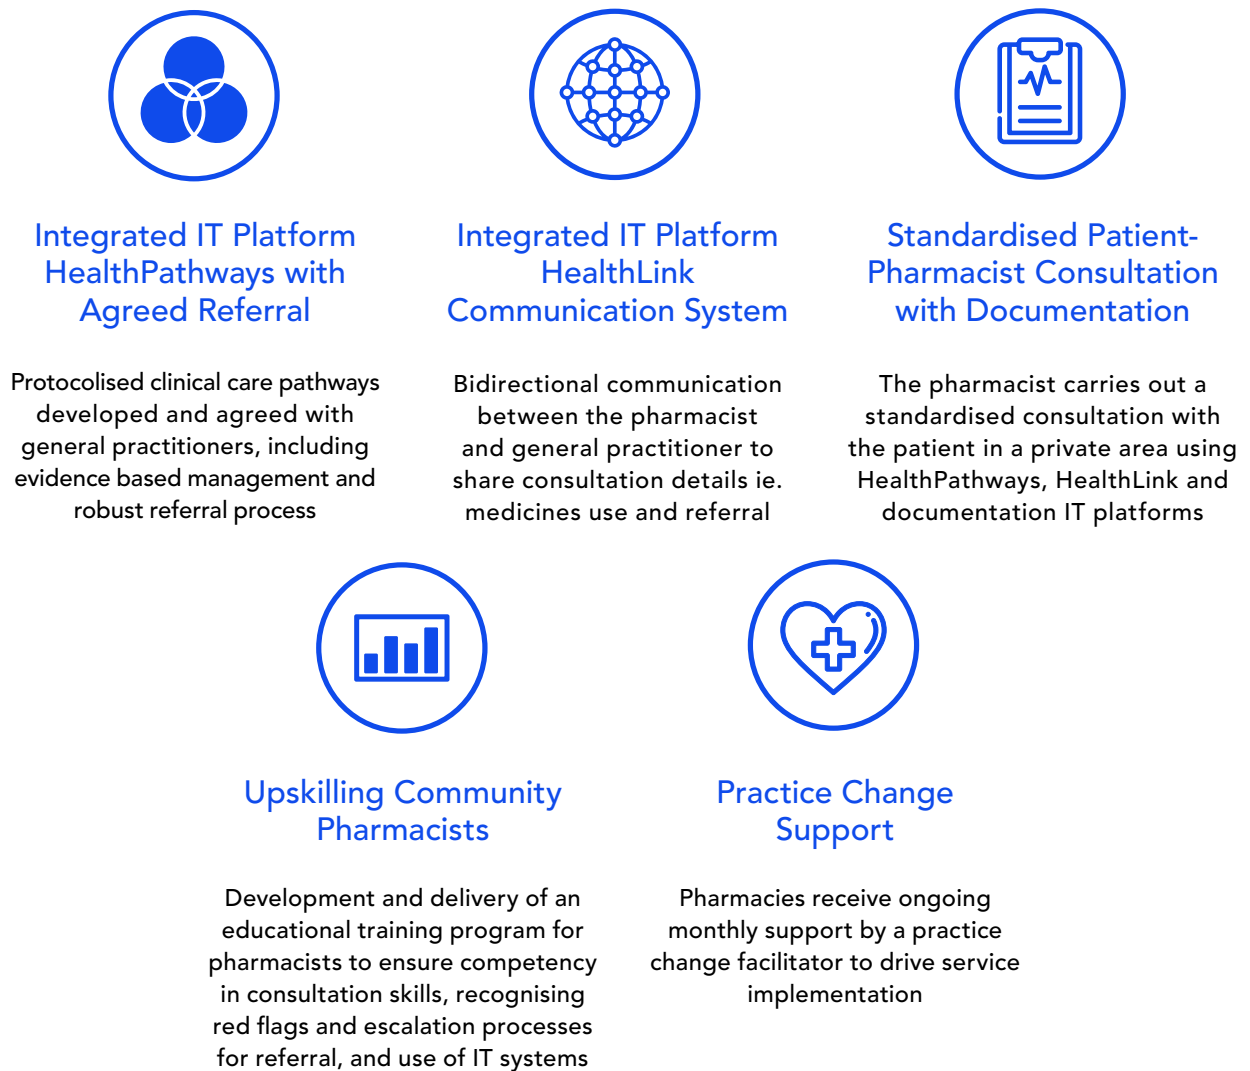 Integrated IT Platform
HealthPathways with
Agreed Referral
Protocolised clinical care pathways
developed and agreed with
general practitioners, including
evidence based management and
robust referral process
Integrated IT Platform
HealthLink
Communication System
Bidirectional communication
between the pharmacist
and general practitioner to
share consultation details ie.
medicines use and referral
Standardised Patient-
Pharmacist Consultation
with Documentation
The pharmacist carries out a
standardised consultation with
the patient in a private area using
HealthPathways, HealthLink and
documentation IT platforms
Upskilling Community
Pharmacists
Development and delivery of an
educational training program for
pharmacists to ensure competency
in consultation skills, recognising
red flags and escalation processes
for referral, and use of IT systems
Practice Change
Support
Pharmacies receive ongoing
monthly support by a practice
change facilitator to drive service
implementation